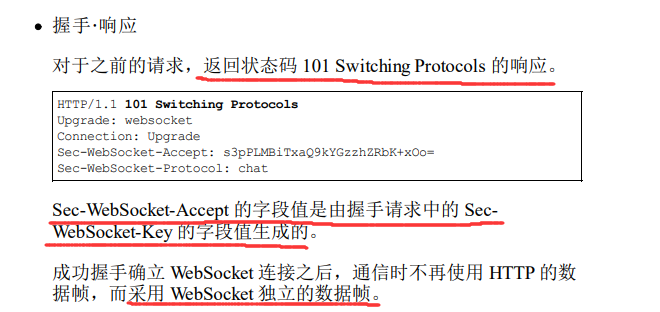 握手·响应
对于之前的请求，返回状态码 101 Switching Protocols 的响应。
HTTP/1.1 101 Switching Protocols
Upgrade: websocket
Connection: Upgrade
Sec-WebSocket-Accept: s3pPLMBiTxaQ9kYGzzhZRbK+xOo=
Sec-WebSocket-Protocol: chat
Sec-WebSocket-Accept 的字段值是由握手请求中的 Sec-
WebSocket-Key 的字段值生成的。
成功握手确立 WebSocket 连接之后，通信时不再使用 HTTP 的数
据帧，而采用 WebSocket 独立的数据帧。